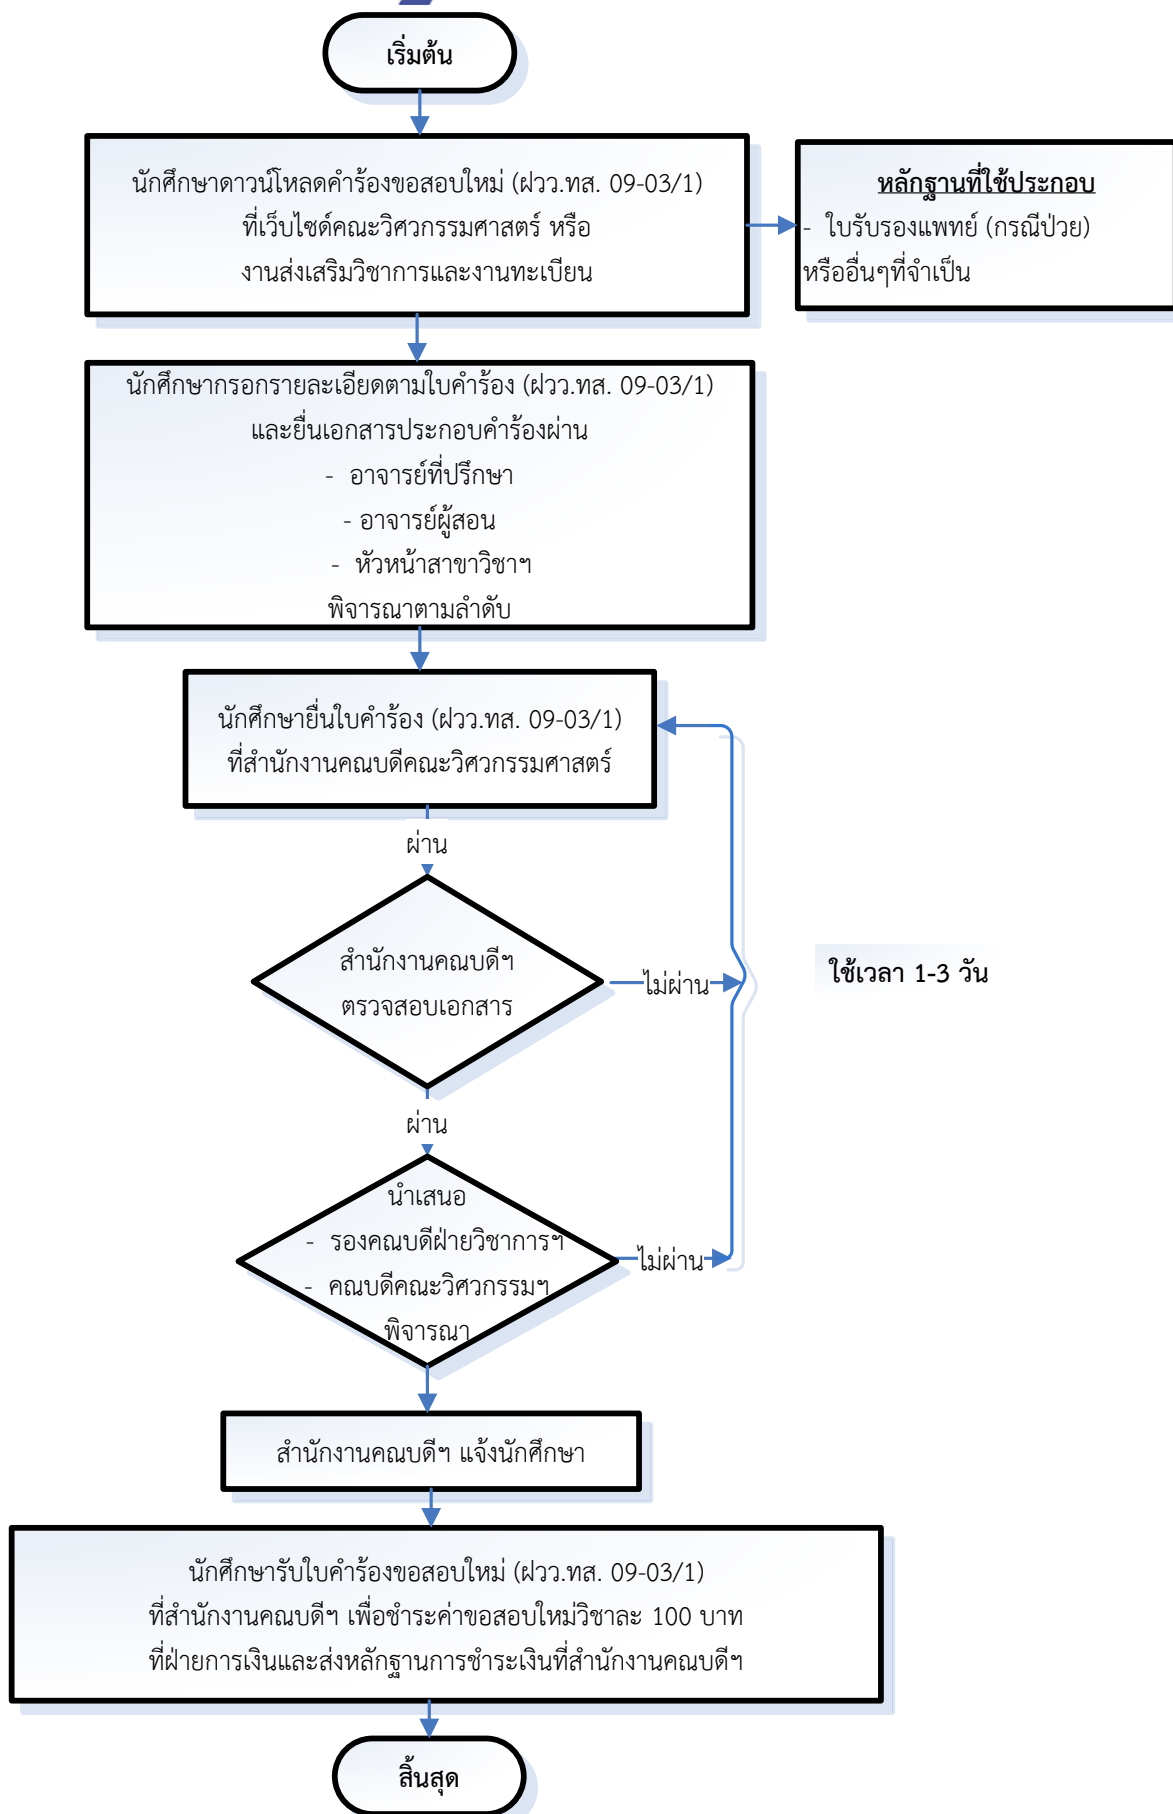 เริ่มต้น
นักศึกษาดาวน์โหลดคำร้องขอสอบใหม่ (ฝวว.ทส. 09-03/1)
ที่เว็บไซด์คณะวิศวกรรมศาสตร์ หรือ
งานส่งเสริมวิชาการและงานทะเบียน
หลักฐานที่ใช้ประกอบ
- ใบรับรองแพทย์ (กรณีป่วย)
หรืออื่นๆที่จำเป็น
นักศึกษากรอกรายละเอียดตามใบคำร้อง (ฝวว.ทส. 09-03/1)
และยื่นเอกสารประกอบคำร้องผ่าน
- อาจารย์ที่ปรึกษา
- อาจารย์ผู้สอน
- หัวหน้าสาขาวิชาฯ
พิจารณาตามลำดับ
นักศึกษายื่นใบคำร้อง (ฝวว.ทส. 09-03/1)
ที่สำนักงานคณบดีคณะวิศวกรรมศาสตร์
ผ่าน
สำนักงานคณบดีฯ
ตรวจสอบเอกสาร
ไม่ผ่าน
ใช้เวลา 1-3 วัน
ผ่าน
นำเสนอ
- รองคณบดีฝ่ายวิชาการฯ
- คณบดีคณะวิศวกรรมฯ
พิจารณา
ไม่ผ่าน
สำนักงานคณบดีฯ แจ้งนักศึกษา
นักศึกษารับใบคำร้องขอสอบใหม่ (ฝวว.ทส. 09-03/1)
ที่สำนักงานคณบดีฯ เพื่อชำระค่าขอสอบใหม่วิชาละ 100 บาท
ที่ฝ่ายการเงินและส่งหลักฐานการชำระเงินที่สำนักงานคณบดีฯ
สิ้นสุด